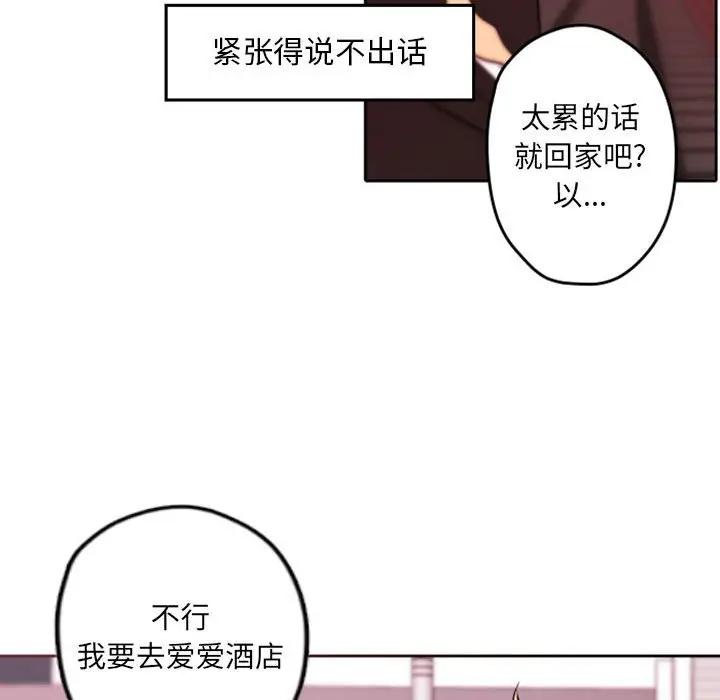 紧张得说不出话
太累的话
就回家吧?
以...
不行
我要去爱爱酒店